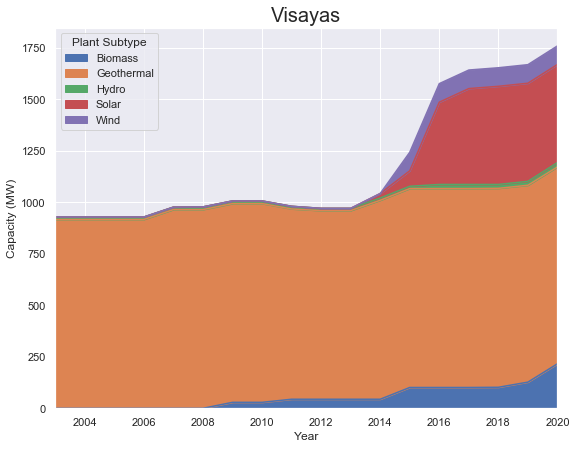 Visayas
Plant Subtype
Biomass
Geothermal
Hydro
Solar
Wind
Capacity (MW)
1750
1500
1250
1000
750
500
250
0
2004 2006 2008 2010 2012 2014 2016 2018 2020
Year